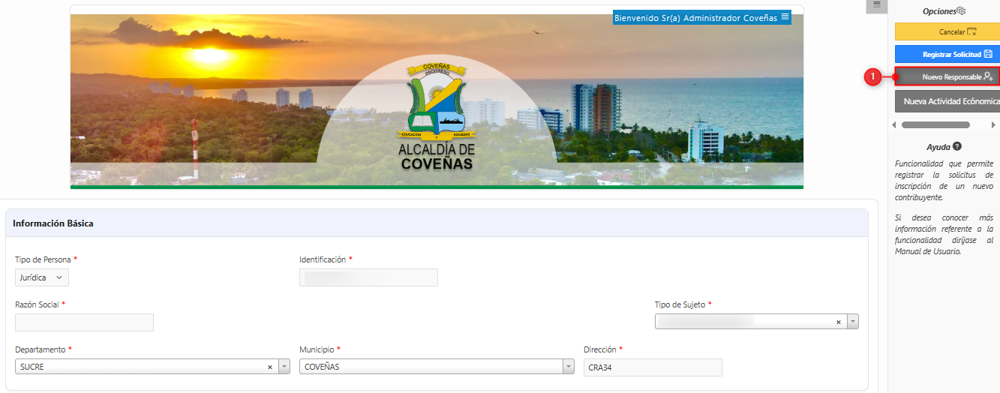 Bienvenido Sr(a) Administrador Coveñas
COVEÑAS
PROGRESO
EDUCACIÓN Y RIQUEZAS
ALCALDÍA DE
COVEÑAS
Información Básica
Tipo de Persona *
Identificación *
Jurídica
Razón Social *
Tipo de Sujeto *
Departamento *
Municipio *
Dirección *
SUCRE
COVEÑAS
CRA34
Opciones
Cancelar
Registrar Solicitud
1
Nuevo Responsable
Nueva Actividad Ecónomica
Ayuda
Funcionalidad que permite
registrar la solicitus de
inscripción de un nuevo
contribuyente.
Si desea conocer más
información referente a la
funcionalidad diríjase al
Manual de Usuario.